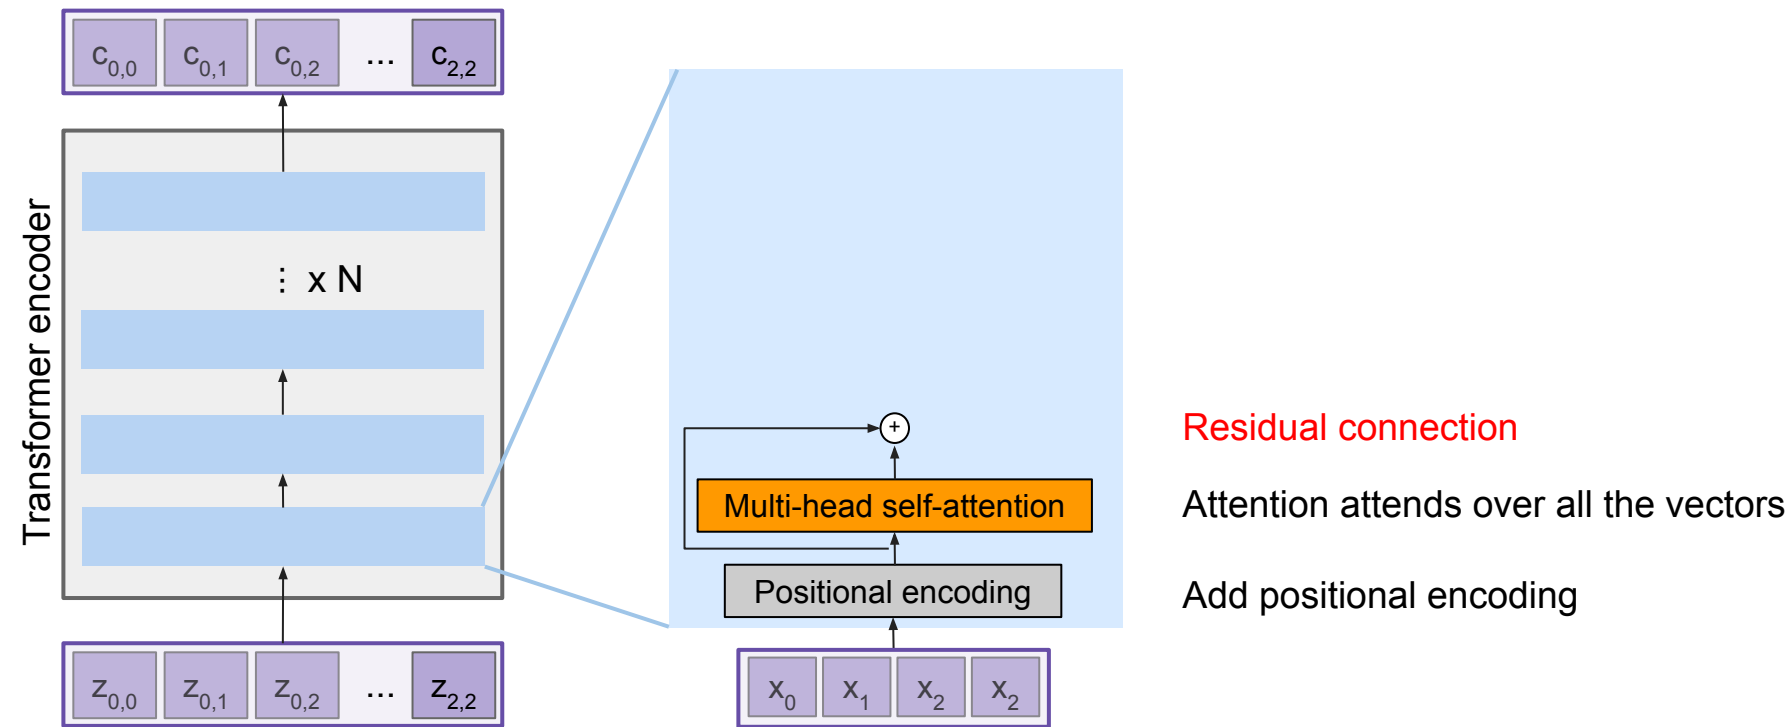 c0,0 c0,1 c0,2 ... c2,2
Transformer encoder
⋮ x N
z0,0 z0,1 z0,2 ... z2,2
+
Multi-head self-attention
Positional encoding
x0 x1 x2 x2
Residual connection
Attention attends over all the vectors
Add positional encoding